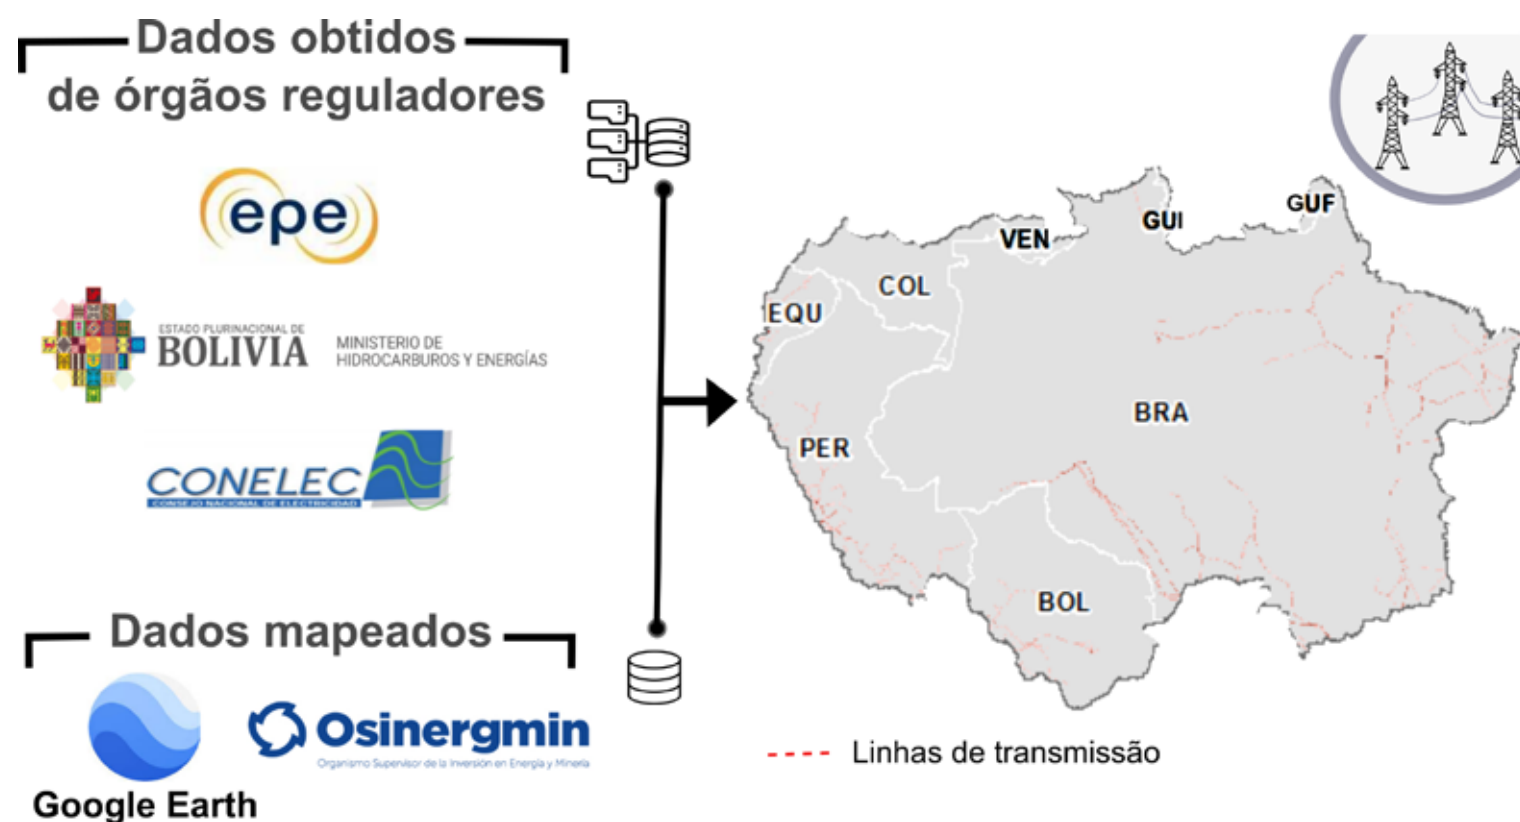 Dados obtidos
de órgãos reguladores
epe
ESTADO PLURINACIONAL DE
BOLIVIA
MINISTERIO DE
HIDROCARBUROS Y ENERGÍAS
CONELEC
CONSEJO NACIONAL DE ELECTRICIDAD
Dados mapeados
Google Earth
Osinergmin
Organismo Supervisor de la Inversión en Energía y Minería
VEN
GUI
GUF
COL
EQU
BRA
PER
BOL
Linhas de transmissão